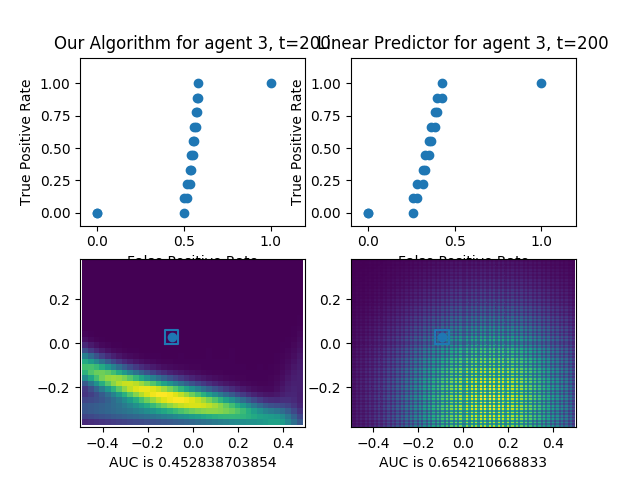 Our Algorithm for agent 3, t=200
Linear Predictor for agent 3, t=200
True Positive Rate
1.00
0.75
0.50
0.25
0.00
0.0 0.5 1.0
False Positive Rate
True Positive Rate
1.00
0.75
0.50
0.25
0.00
0.0 0.5 1.0
False Positive Rate
0.2
0.0
−0.2
−0.4 −0.2 0.0 0.2 0.4
AUC is 0.452838703854
0.2
0.0
−0.2
−0.4 −0.2 0.0 0.2 0.4
AUC is 0.654210668833